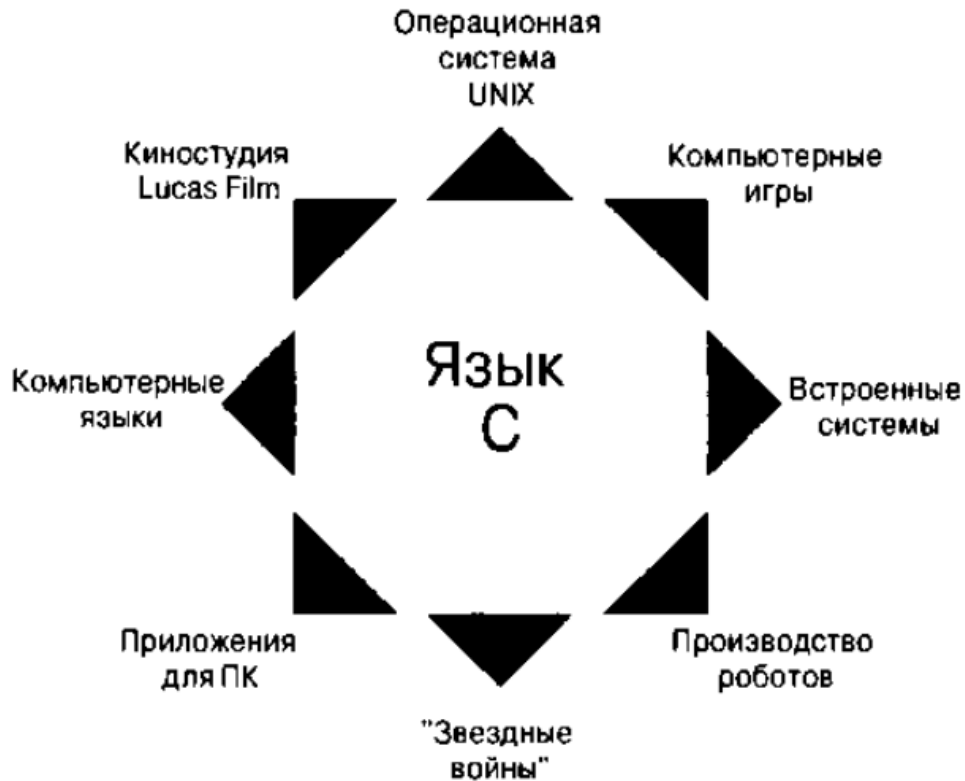 Операционная
система
UNIX
Киностудия
Lucas Film
Компьютерные
игры
Язык
C
Компьютерные
языки
Встроенные
системы
Приложения
для ПК
Производство
роботов
"Звездные
войны"